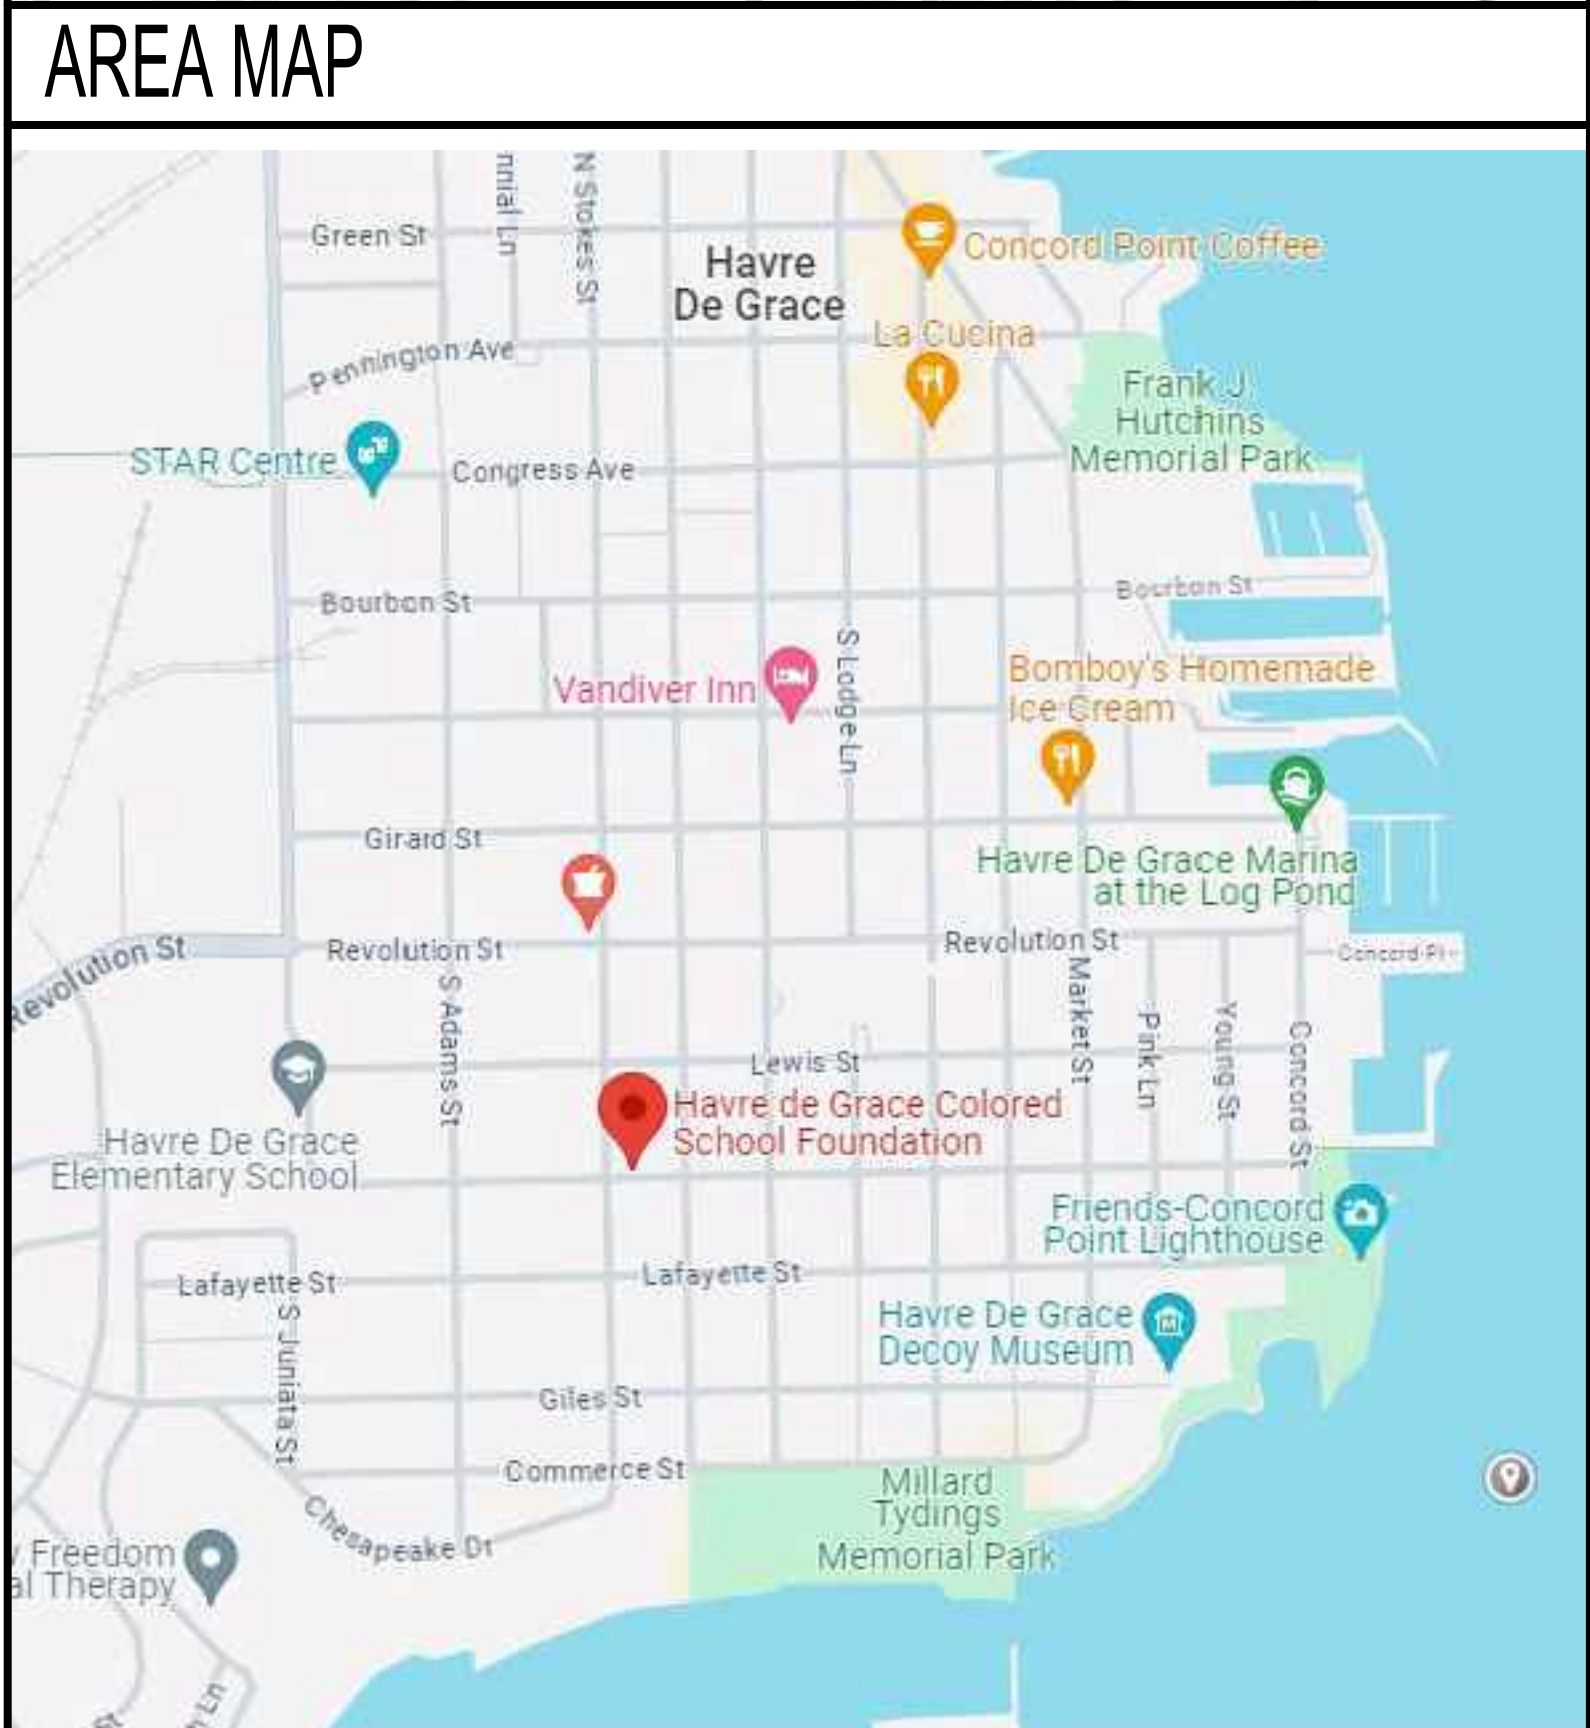 AREA MAP
nnial Ln
N Stokes St
Green St
Concord Point Coffee
Havre
De Grace
La Cucina
Pennington Ave
Frank J.
Hutchins
Memorial Park
STAR Centre
Congress Ave
Bourbon St
Bourbon St
S Lodge Ln
Vandiver Inn
Bomboy's Homemade
Ice Cream
Girard St
Havre De Grace Marina
at the Log Pond
Revolution St
Revolution St
Revolution St
Concord Pl
S Adams St
Market St
Pink Ln
Young St
Concord St
Lewis St
Havre de Grace Colored
School Foundation
Havre De Grace
Elementary School
Friends-Concord
Point Lighthouse
Lafayette St
Lafayette St
S Juniata St
Havre De Grace
Decoy Museum
Giles St
Commerce St
Millard
Tydings
Memorial Park
Chesapeake Dr
Freedom
al Therapy
Ln
St